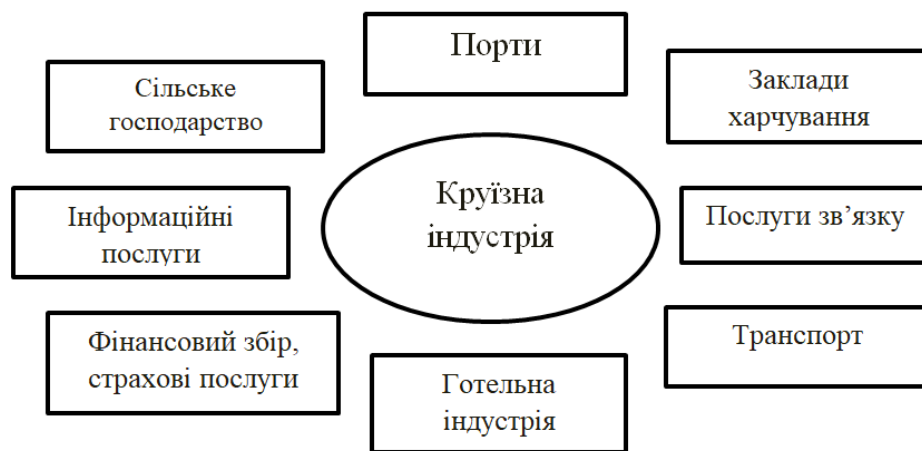 Порти
Сільське
господарство
Заклади
харчування
Круїзна
індустрія
Інформаційні
послуги
Послуги зв’язку
Фінансовий збір,
страхові послуги
Транспорт
Готельна
індустрія